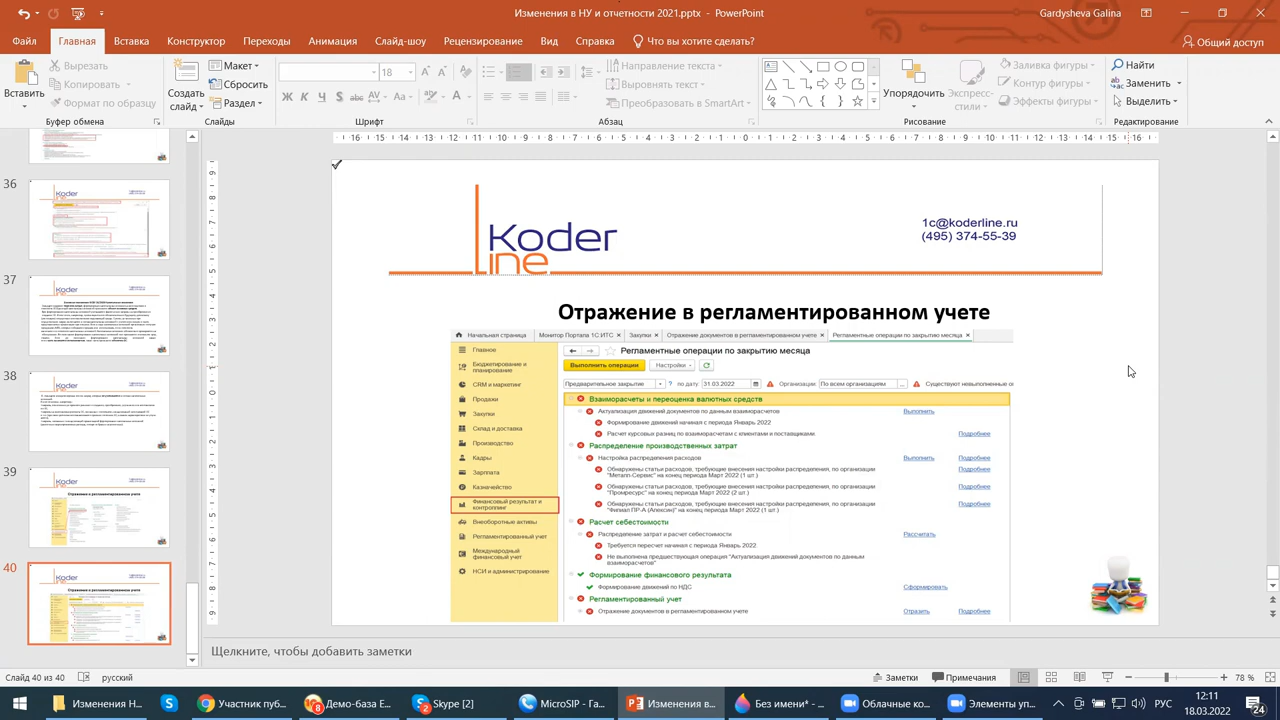 Изменени...
Gardysheva Galina
Файл Главная Вставка Конструктор Переходы Анимация Слайд-шоу Рецензирование Вид Справка Что вы хотите сделать? Общий доступ
Вставить
Вырезать
Копировать
Формат по образцу
Буфер обмена
Создать слайд
Макет
Сбросить
Раздел
Слайды
18
Ж К Ч S abc AV Aa А
Шрифт
Направление текста
Выровнять текст
Преобразовать в SmartArt
Абзац
Упорядочить
Экспресс-стили
Заливка фигуры
Контур фигуры
Эффекты фигуры
Рисование
Найти
Заменить
Выделить
Редактирование
36
37
38
39
40
Koder
line
1c@koderline.ru
(495) 374-55-39
Отражение в регламентированном учете
Начальная страница Монитор Портала 1С:ИТС × Закупки × Отражение документов в регламентированном учете × Регламентные операции по закрытию месяца ×
Главное
Бюджетирование и планирование
CRM и маркетинг
Продажи
Закупки
Склад и доставка
Производство
Кадры
Зарплата
Казначейство
Финансовый результат и контроллинг
Внеоборотные активы
Регламентированный учет
Международный финансовый учет
НСИ и администрирование
Регламентные операции по закрытию месяца
Выполнить операции Настройки
Предварительное закрытие ? по дату: 31.03.2022 Организация: По всем организациям ... Существуют невыполненные оп
Взаиморасчеты и переоценка валютных средств
Актуализация движений документов по данным взаиморасчетов Выполнить
Формирование движений начиная с периода Январь 2022
Расчет курсовых разниц по взаиморасчетам с клиентами и поставщиками Подробнее
Распределение производственных затрат
Настройка распределения расходов Выполнить Подробнее
Обнаружены статьи расходов, требующие внесения настройки распределения, по организации Подробнее
"Металл-Сервис" на конец периода Март 2022 (1 шт.)
Обнаружены статьи расходов, требующие внесения настройки распределения, по организации Подробнее
"Промресурс" на конец периода Март 2022 (2 шт.)
Обнаружены статьи расходов, требующие внесения настройки распределения, по организации Подробнее
"Филиал ПР-А (Алексин)" на конец периода Март 2022 (1 шт.)
Расчет себестоимости
Распределение затрат и расчет себестоимости Рассчитать
Требуется пересчет начиная с периода Январь 2022
Не выполнена предшествующая операция "Актуализация движений документов по данным
взаиморасчетов"
Формирование финансового результата
Формирование движений по НДС Сформировать
Регламентированный учет
Отражение документов в регламентированном учете Отразить Подробнее
Щелкните, чтобы добавить заметки
Слайд 40 из 40 русский Заметки Примечания 78 %
Изменения Н... Участник пуб... Демо-база Е... Skype [2] MicroSIP - Га... Изменения в... Без имени* -... Облачные ко... Элементы уп...
12:11
18.03.2022